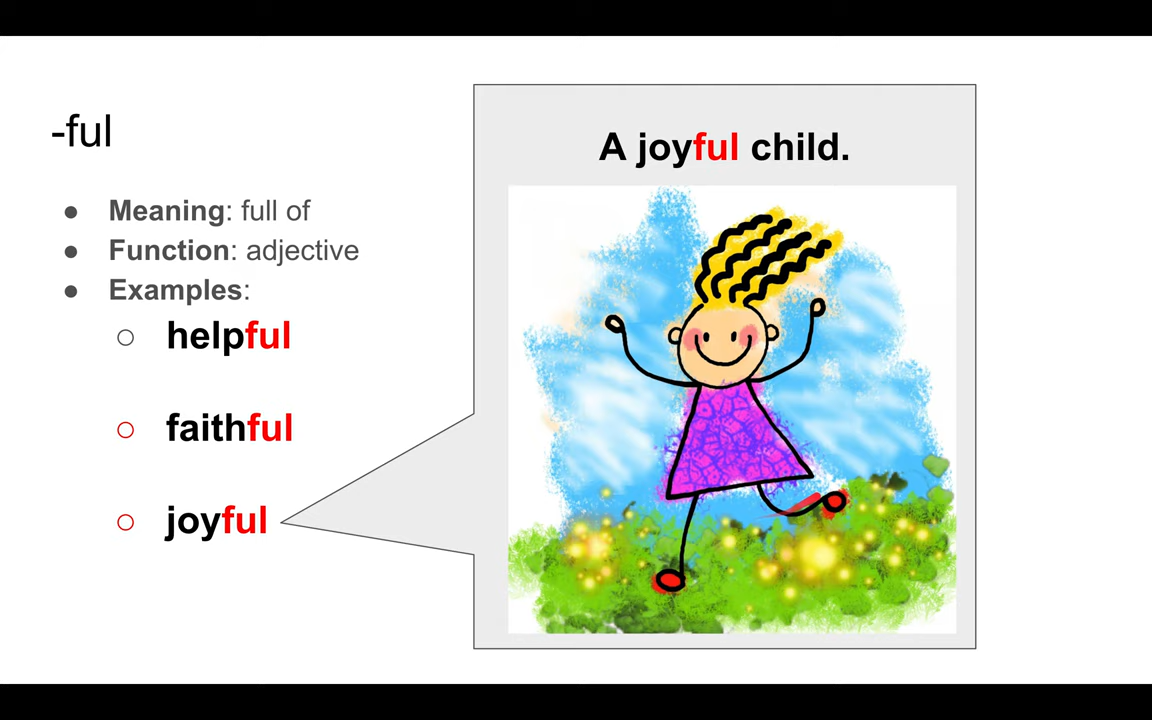 -ful
● Meaning: full of
● Function: adjective
● Examples:
○ helpful
○ faithful
○ joyful
A joyful child.